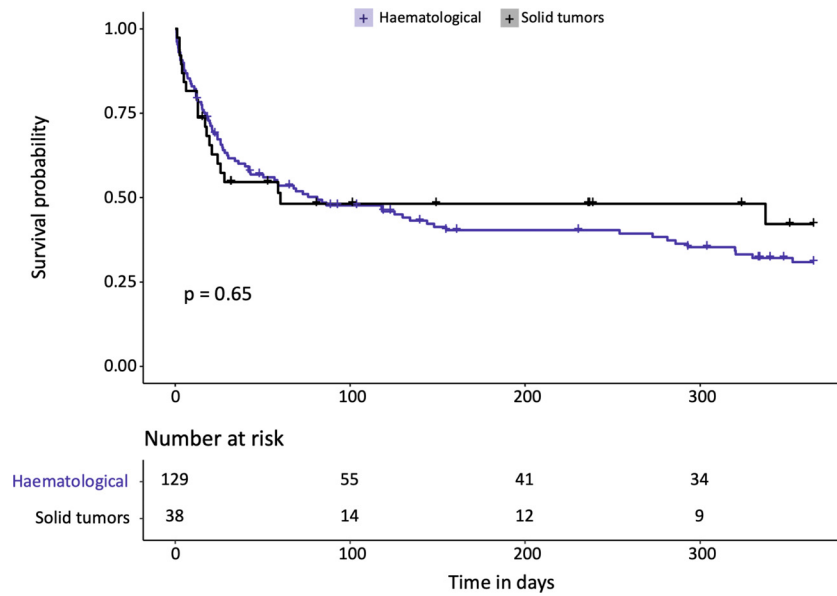 Haematological Solid tumors
1.00
0.75
0.50
0.25
0.00
Survival probability
p = 0.65
0 100 200 300
Number at risk
Haematological 129 55 41 34
Solid tumors 38 14 12 9
0 100 200 300
Time in days